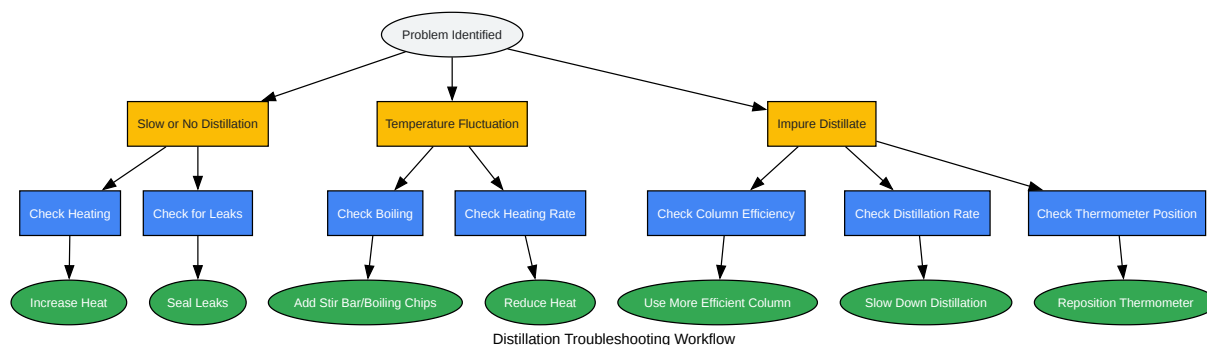 Problem Identified
Slow or No Distillation
Temperature Fluctuation
Impure Distillate
Check Heating
Check for Leaks
Check Boiling
Check Heating Rate
Check Column Efficiency
Check Distillation Rate
Check Thermometer Position
Increase Heat
Seal Leaks
Add Stir Bar/Boiling Chips
Reduce Heat
Use More Efficient Column
Slow Down Distillation
Reposition Thermometer
Distillation Troubleshooting Workflow